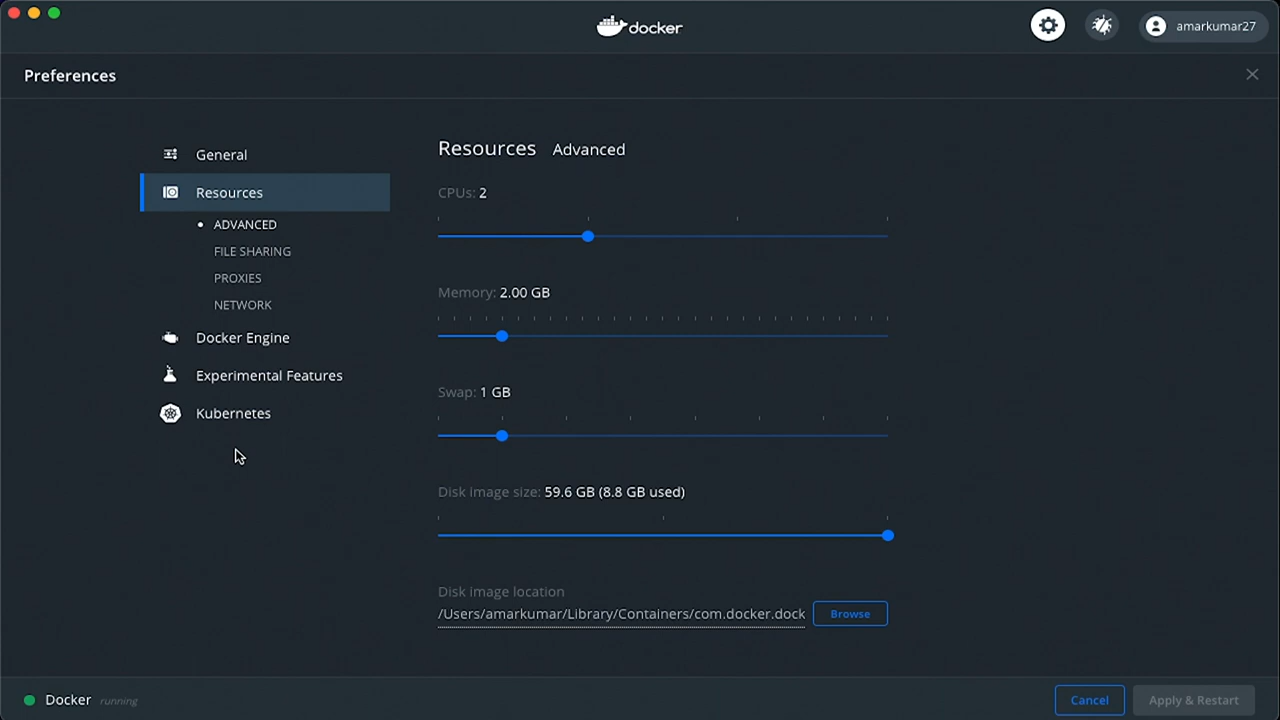 docker
amarkumar27
Preferences
General
Resources
ADVANCED
FILE SHARING
PROXIES
NETWORK
Docker Engine
Experimental Features
Kubernetes
Resources Advanced
CPUs: 2
Memory: 2.00 GB
Swap: 1 GB
Disk image size: 59.6 GB (8.8 GB used)
Disk image location
/Users/amarkumar/Library/Containers/com.docker.dock
Browse
Docker running
Cancel
Apply & Restart